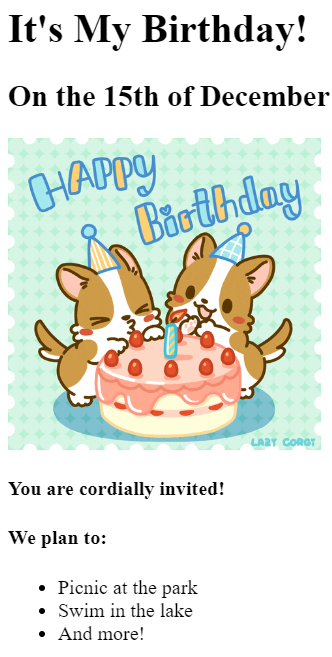 It's My Birthday!
On the 15th of December
HAPPY
Birthday
LAZY CORGI
You are cordially invited!
We plan to:
Picnic at the park
Swim in the lake
And more!